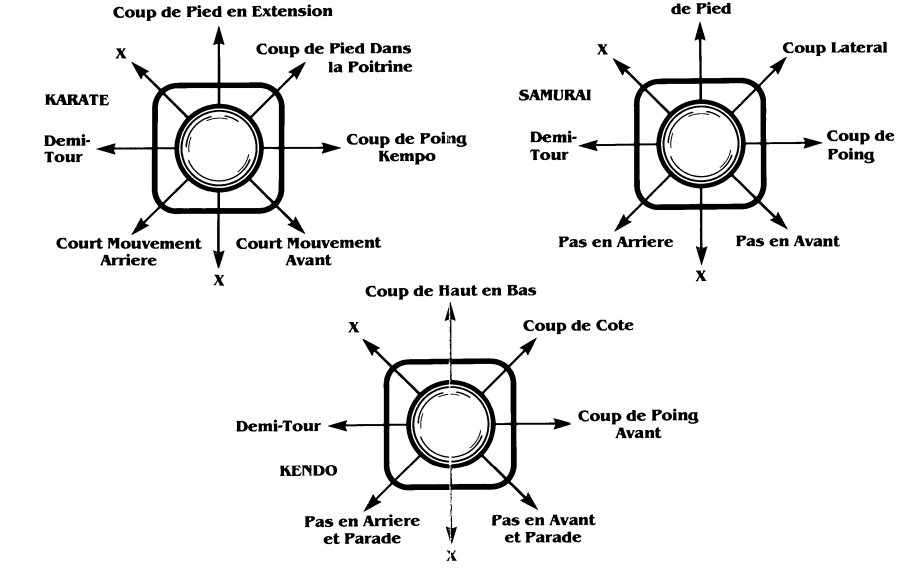 Coup de Pied en Extension
X
Coup de Pied Dans
la Poitrine
KARATE
Demi-
Tour
Coup de Poing
Kempo
Court Mouvement
Arriere
Court Mouvement
Avant
X
de Pied
X
Coup Lateral
SAMURAI
Demi-
Tour
Coup de
Poing
Pas en Arriere
Pas en Avant
X
Coup de Haut en Bas
X
Coup de Cote
Demi-Tour
Coup de Poing
Avant
KENDO
Pas en Arriere
et Parade
Pas en Avant
et Parade
X